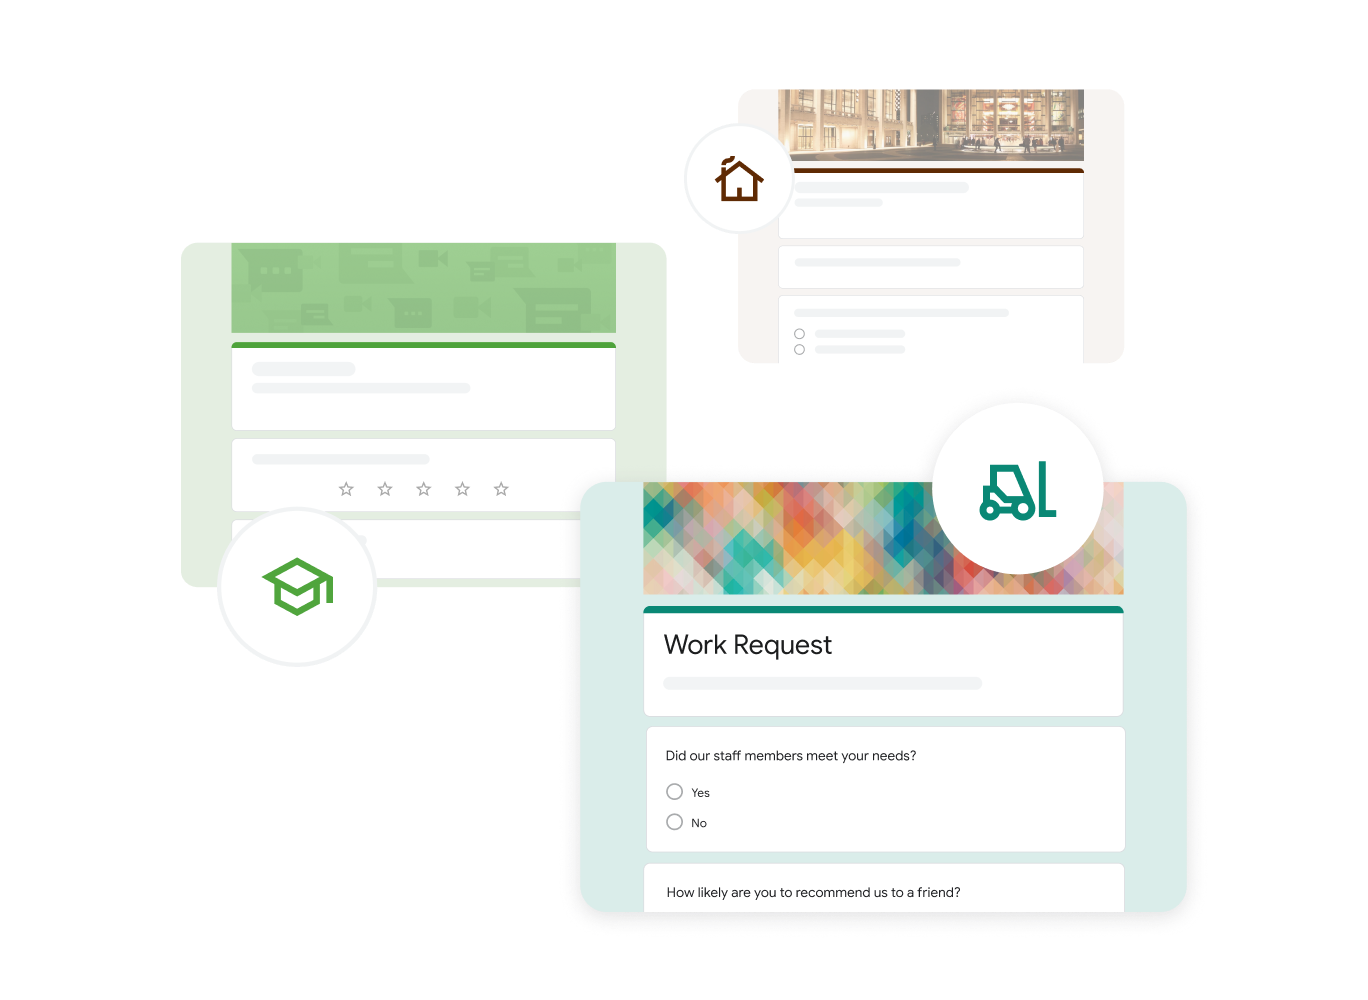 Work Request
Did our staff members meet your needs?
Yes
No
How likely are you to recommend us to a friend?